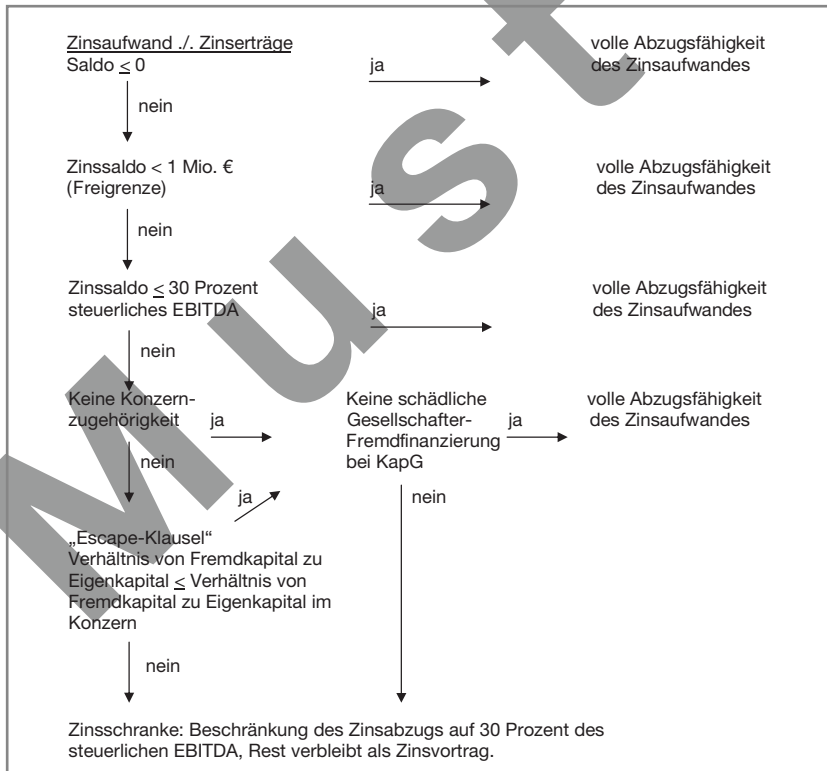 Zinsaufwand ./. Zinserträge
Saldo ≤ 0
ja
volle Abzugsfähigkeit
des Zinsaufwandes
nein
Zinssaldo < 1 Mio. €
(Freigrenze)
ja
volle Abzugsfähigkeit
des Zinsaufwandes
nein
Zinssaldo ≤ 30 Prozent
steuerliches EBITDA
ja
volle Abzugsfähigkeit
des Zinsaufwandes
nein
Keine Konzern-
zugehörigkeit
ja
Keine schädliche
Gesellschafter-
Fremdfinanzierung
bei KapG
ja
volle Abzugsfähigkeit
des Zinsaufwandes
nein
ja
nein
„Escape-Klausel“
Verhältnis von Fremdkapital zu
Eigenkapital ≤ Verhältnis von
Fremdkapital zu Eigenkapital im
Konzern
nein
Zinsschranke: Beschränkung des Zinsabzugs auf 30 Prozent des
steuerlichen EBITDA, Rest verbleibt als Zinsvortrag.
Must